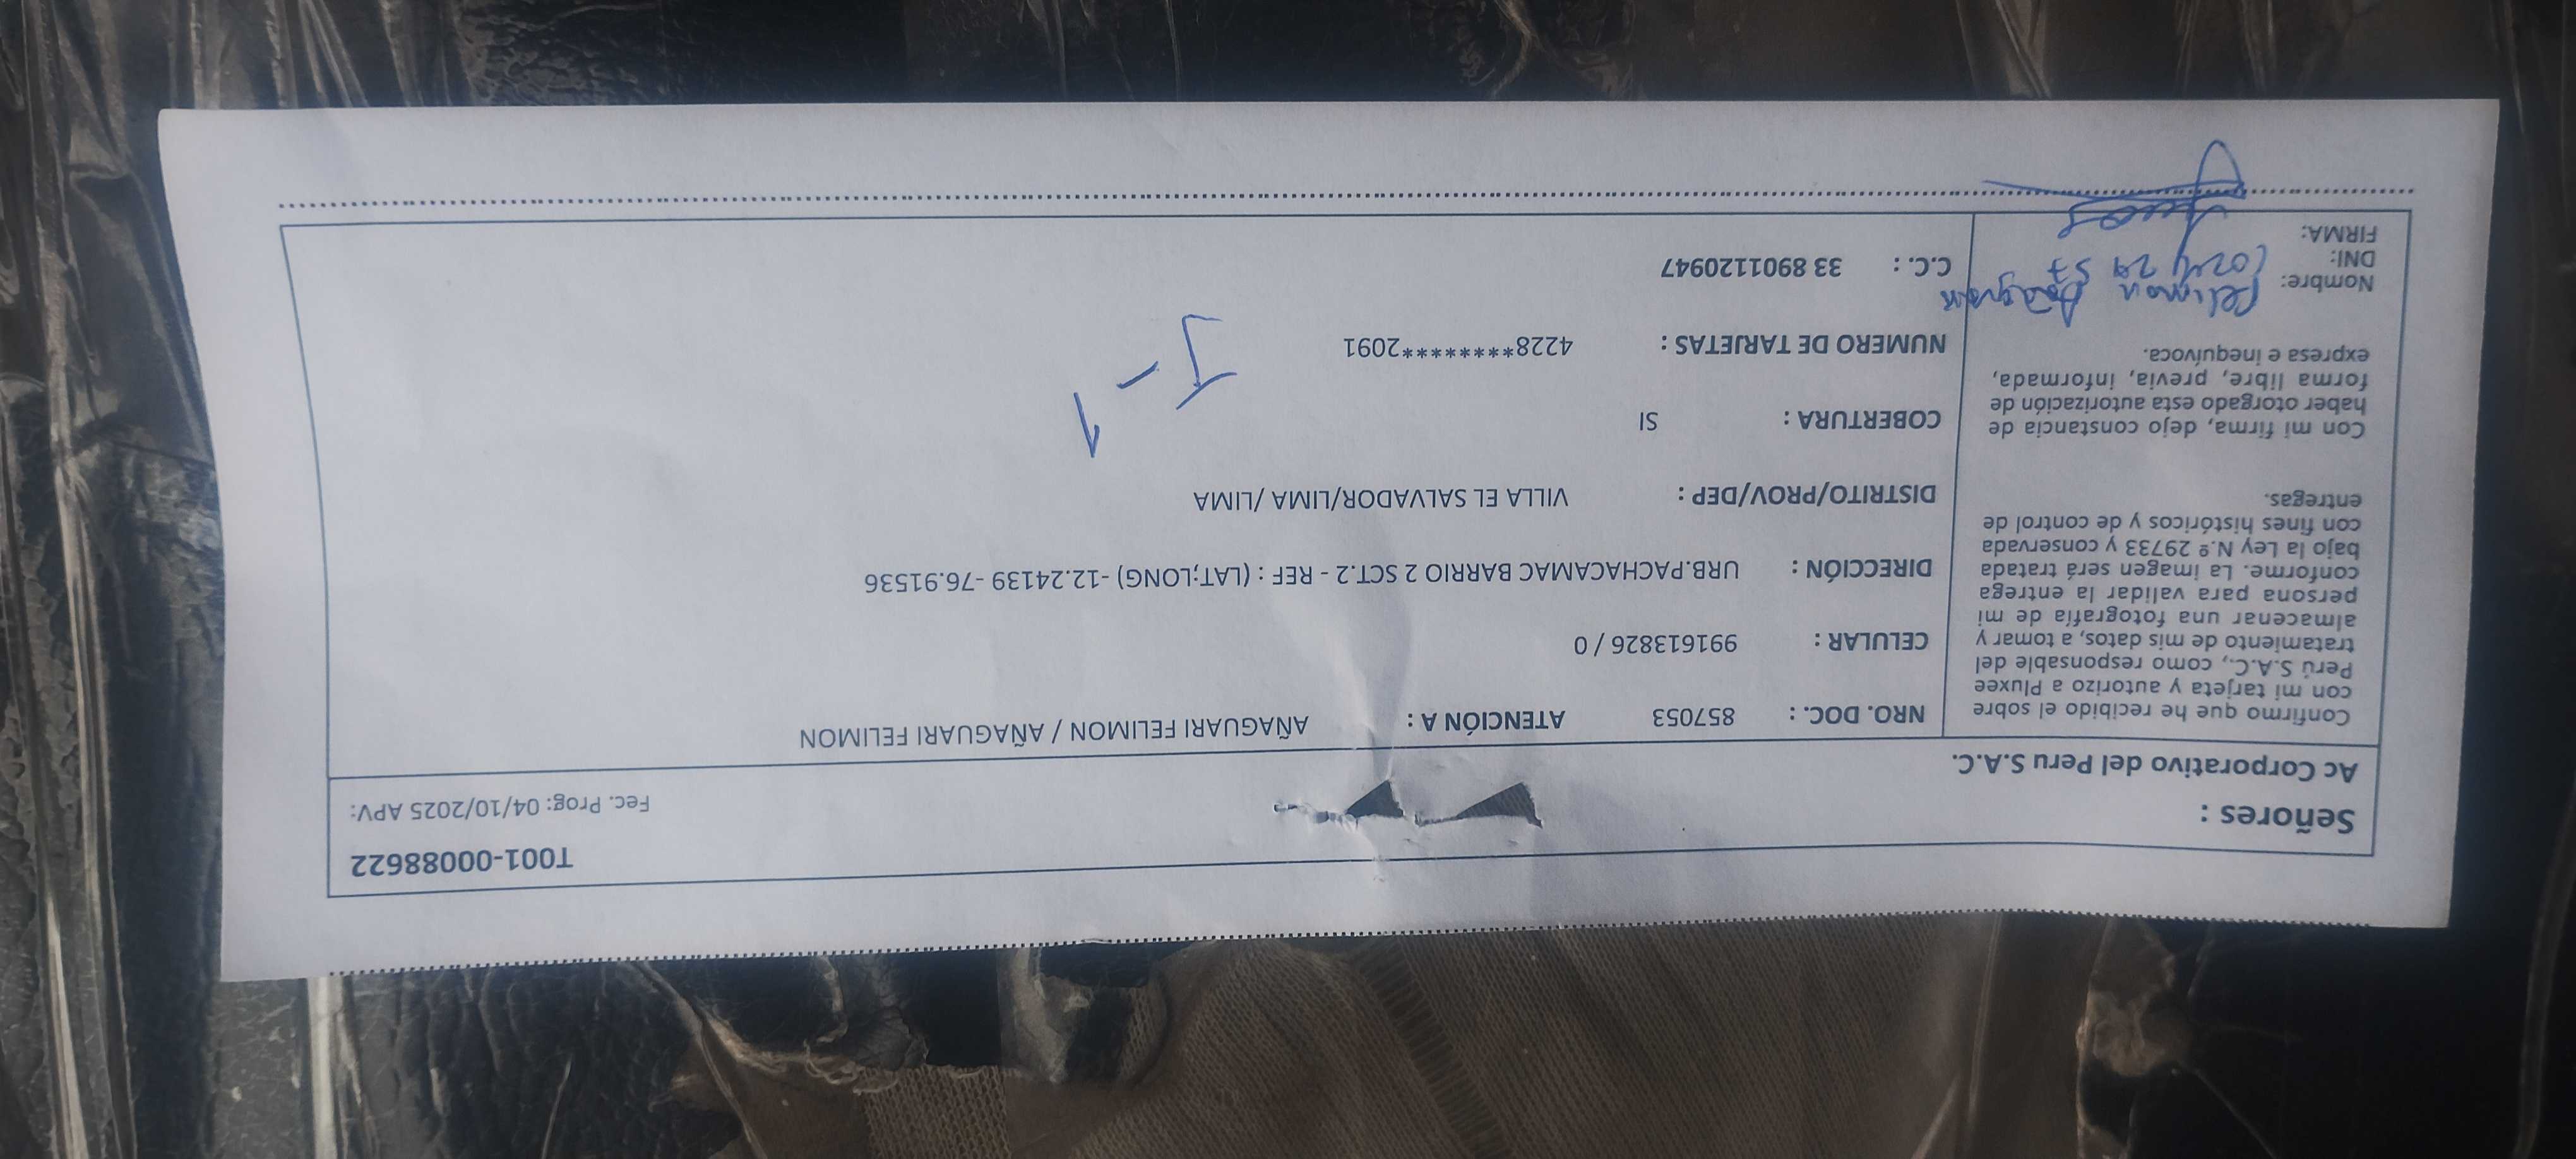 T001-00088622
Señores :
Fec. Prog: 04/10/2025 APV:
Ac Corporativo del Peru S.A.C.
Confirmo que he recibido el sobre
con mi tarjeta y autorizo a Pluxee
Perú S.A.C., como responsable del
tratamiento de mis datos, a tomar y
almacenar una fotografía de mi
persona para validar la entrega
conforme. La imagen será tratada
bajo la Ley N.º 29733 y conservada
con fines históricos y de control de
entregas.
Con mi firma, dejo constancia de
haber otorgado esta autorización de
forma libre, previa, informada,
expresa e inequívoca.
Nombre: Felimon Añaguari
DNI:
FIRMA:
NRO. DOC. : 857053 ATENCIÓN A : AÑAGUARI FELIMON / AÑAGUARI FELIMON
CELULAR : 991613826 / 0
DIRECCIÓN : URB.PACHACAMAC BARRIO 2 SCT.2 - REF : (LAT;LONG) -12.24139 -76.91536
DISTRITO/PROV/DEP : VILLA EL SALVADOR/LIMA /LIMA
COBERTURA : SI
NUMERO DE TARJETAS : 4228*********2091
I-1
C.C. : 33 8901120947